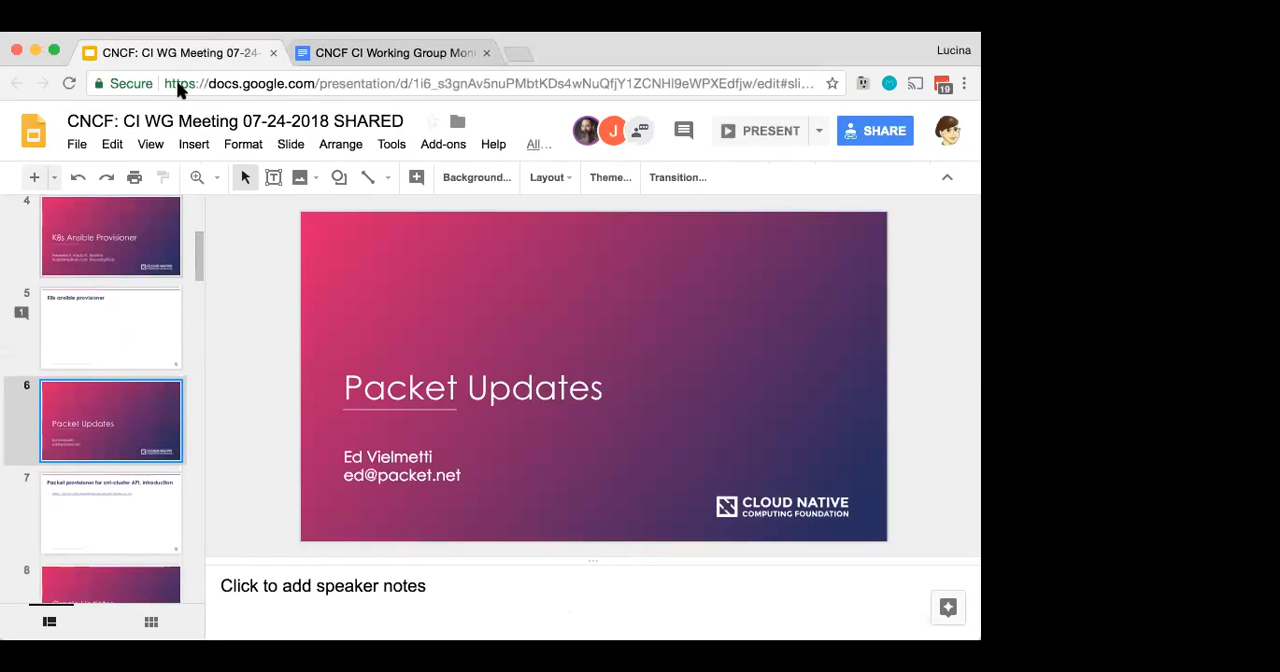 CNCF: CI WG Meeting 07-24-
CNCF CI Working Group Mont
Lucina
Secure
https://docs.google.com/presentation/d/1i6_s3gnAv5nuPMbtKDs4wNuQfjY1ZCNHl9eWPXEdfjw/edit#sli...
19
CNCF: CI WG Meeting 07-24-2018 SHARED
J
PRESENT
SHARE
File Edit View Insert Format Slide Arrange Tools Add-ons Help All...
Background... Layout Theme... Transition...
4
K8s Ansible Provisioner
5
K8s ansible provisioner
1
6
Packet Updates
7
Packet provisioner for cnl-cluster API, introduction
8
Packet Updates
Ed Vielmetti
ed@packet.net
CLOUD NATIVE
COMPUTING FOUNDATION
Click to add speaker notes